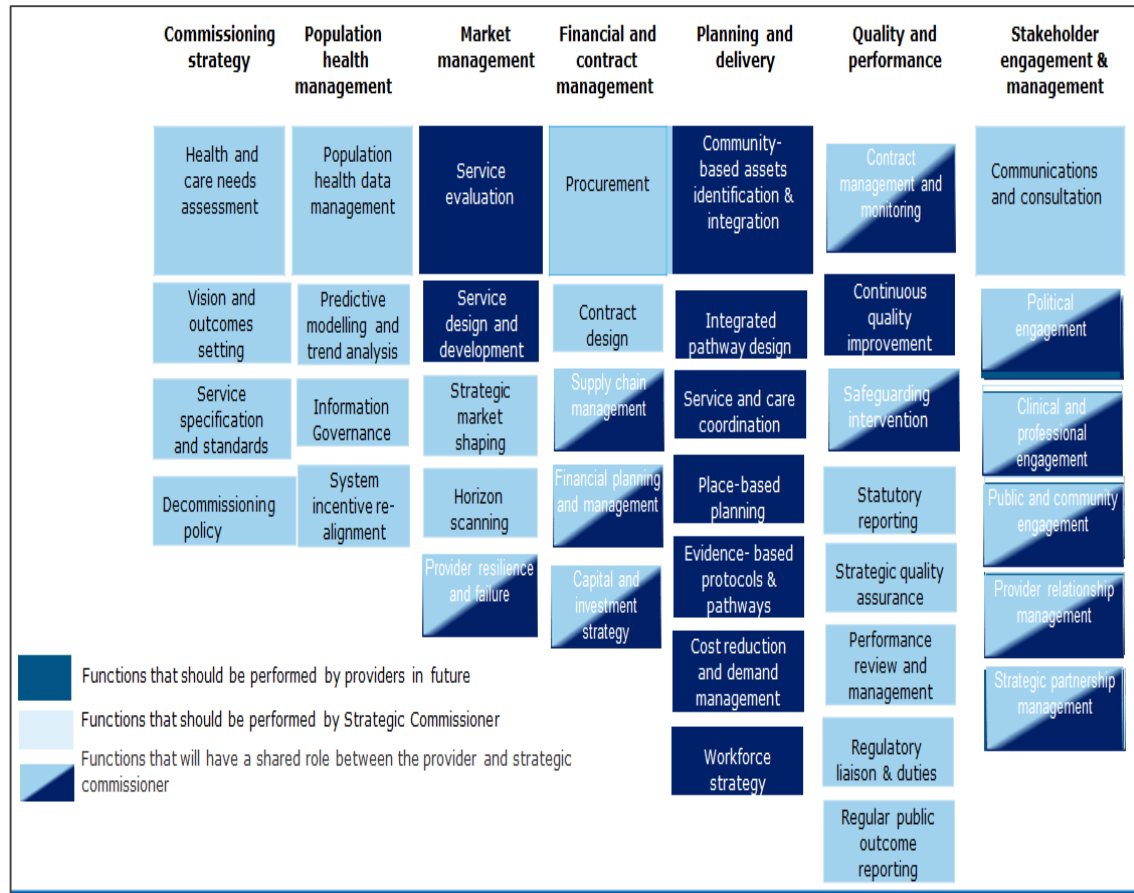 Commissioning
strategy
Population
health
management
Market
management
Financial and
contract
management
Planning and
delivery
Quality and
performance
Stakeholder
engagement &
management
Health and
care needs
assessment
Vision and
outcomes
setting
Service
specification
and standards
Decommissioning
policy
Population
health data
management
Predictive
modelling and
trend analysis
Information
Governance
System
incentive re-
alignment
Service
evaluation
Service
design and
development
Strategic
market
shaping
Horizon
scanning
Provider resilience
and failure
Procurement
Contract
design
Supply chain
management
Financial planning
and management
Capital and
investment
strategy
Community-
based assets
identification &
integration
Integrated
pathway design
Service and care
coordination
Place-based
planning
Evidence- based
protocols &
pathways
Cost reduction
and demand
management
Workforce
strategy
Contract
management and
monitoring
Continuous
quality
improvement
Safeguarding
intervention
Statutory
reporting
Strategic quality
assurance
Performance
review and
management
Regulatory
liaison & duties
Regular public
outcome
reporting
Communications
and consultation
Political
engagement
Clinical and
professional
engagement
Public and community
engagement
Provider relationship
management
Strategic partnership
management
Functions that should be performed by providers in future
Functions that should be performed by Strategic Commissioner
Functions that will have a shared role between the provider and strategic
commissioner